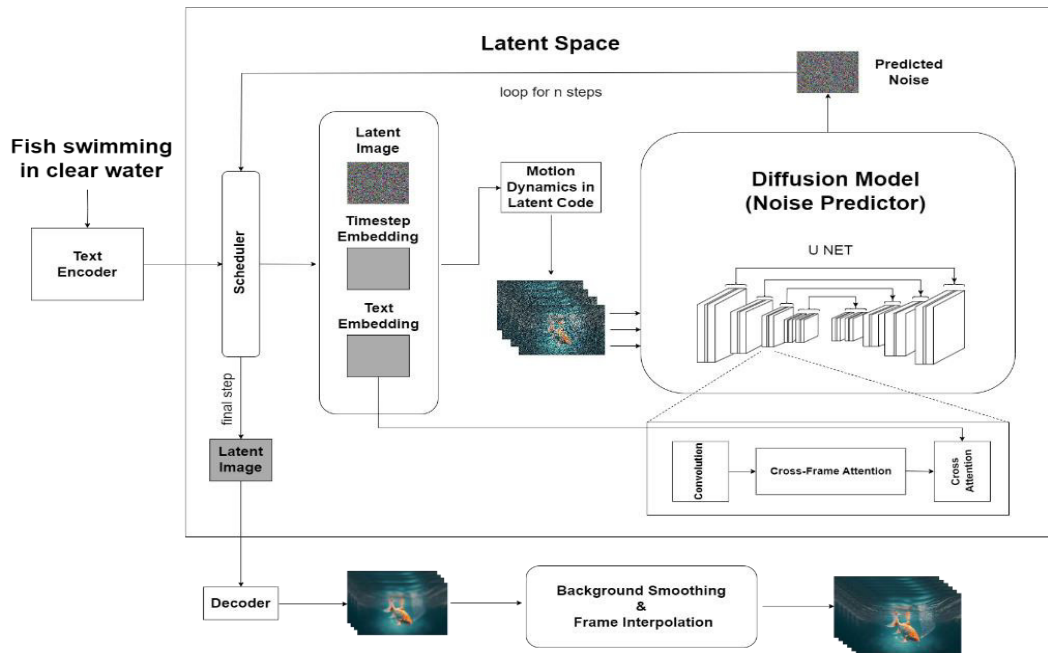 Latent Space
Predicted
Noise
loop for n steps
Fish swimming
in clear water
Text
Encoder
Scheduler
Latent
Image
Timestep
Embedding
Text
Embedding
Motion
Dynamics in
Latent Code
Diffusion Model
(Noise Predictor)
U NET
final step
Latent
Image
Convolution
Cross-Frame Attention
Cross
Attention
Decoder
Background Smoothing
&
Frame Interpolation